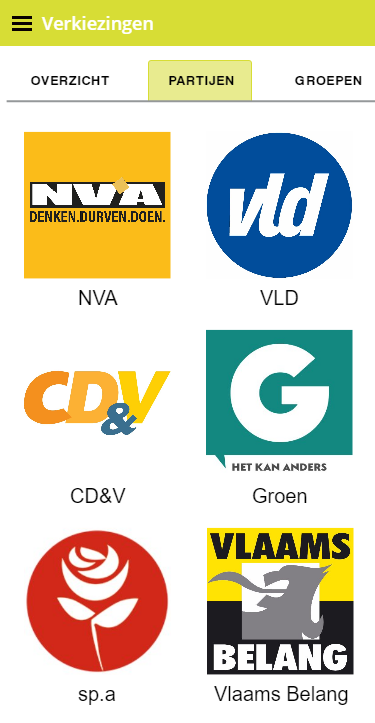 Verkiezingen
OVERZICHT PARTIJEN GROEPEN
N-VA
DENKEN.DURVEN.DOEN.
vld
NVA VLD
CD&V
G
HET KAN ANDERS
CD&V Groen
VLAAMS
BELANG
sp.a Vlaams Belang